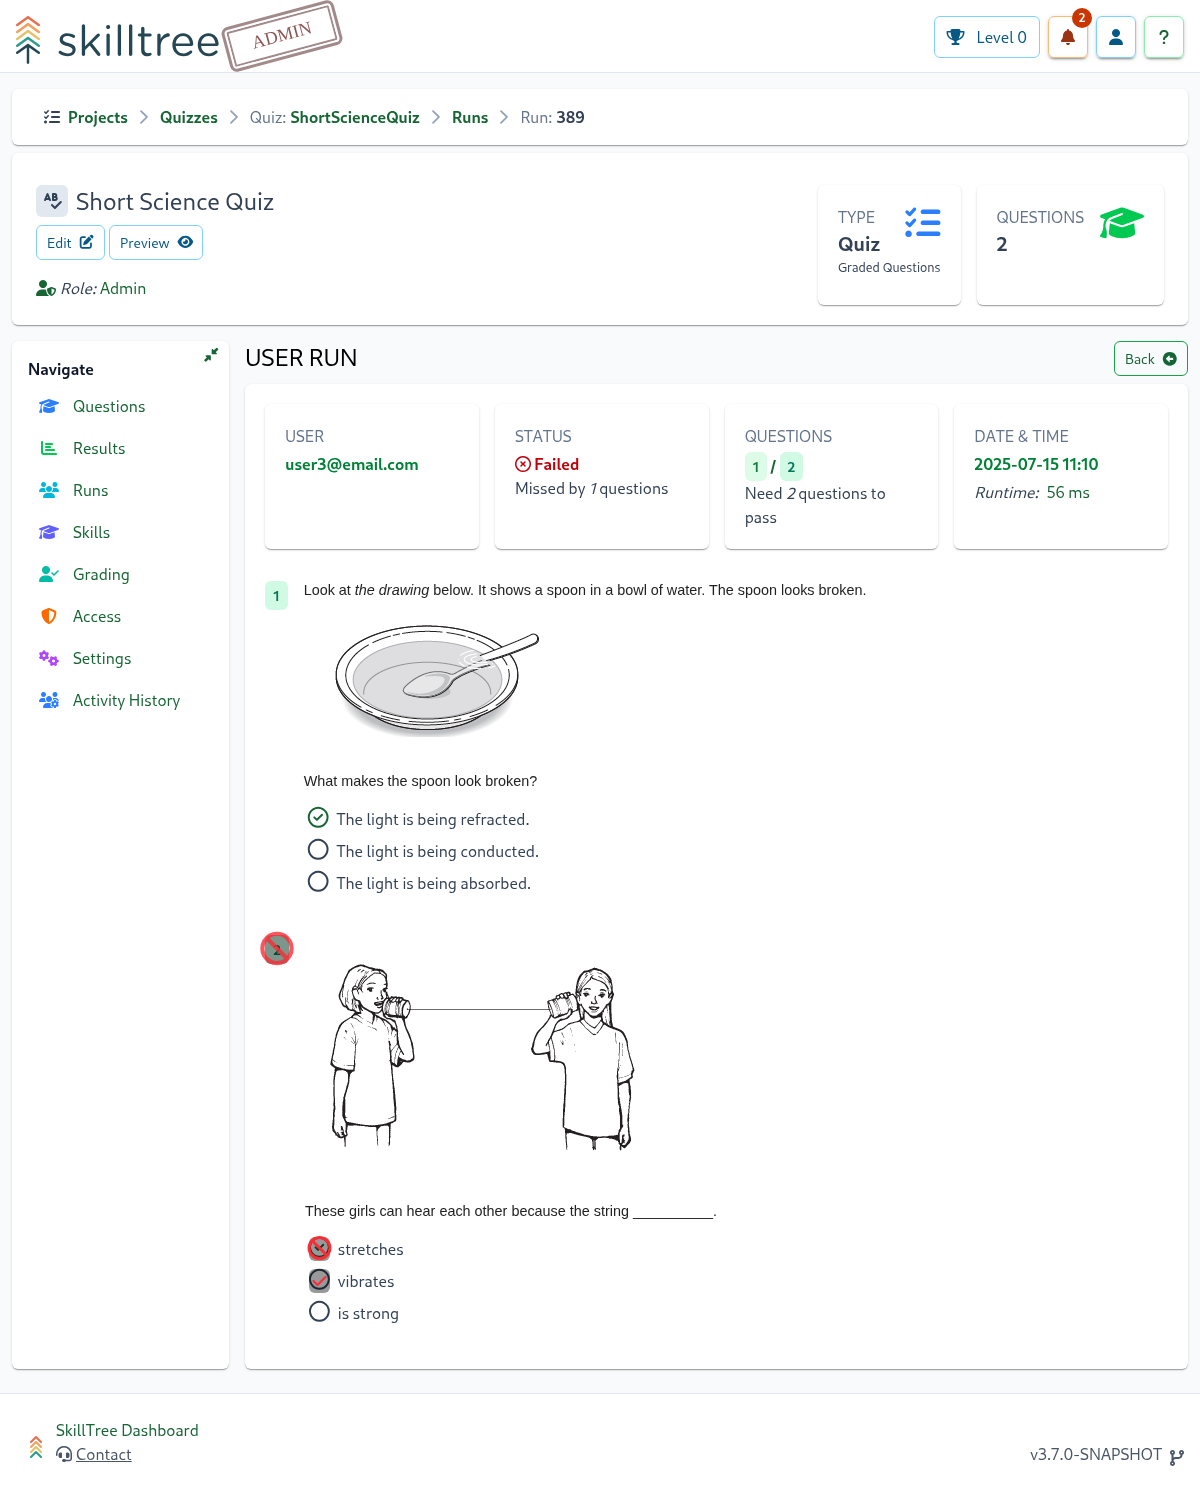 skilltree ADMIN Level 0 2 ?
Projects Quizzes Quiz: ShortScienceQuiz Runs Run: 389
AB Short Science Quiz
Edit Preview
Role: Admin
TYPE
Quiz
Graded Questions
QUESTIONS
2
Navigate
Questions
Results
Runs
Skills
Grading
Access
Settings
Activity History
USER RUN
Back
USER
user3@email.com
STATUS
Failed
Missed by 1 questions
QUESTIONS
1 / 2
Need 2 questions to
pass
DATE & TIME
2025-07-15 11:10
Runtime: 56 ms
1 Look at the drawing below. It shows a spoon in a bowl of water. The spoon looks broken.
What makes the spoon look broken?
The light is being refracted.
The light is being conducted.
The light is being absorbed.
2
These girls can hear each other because the string __________.
stretches
vibrates
is strong
SkillTree Dashboard
Contact
v3.7.0-SNAPSHOT